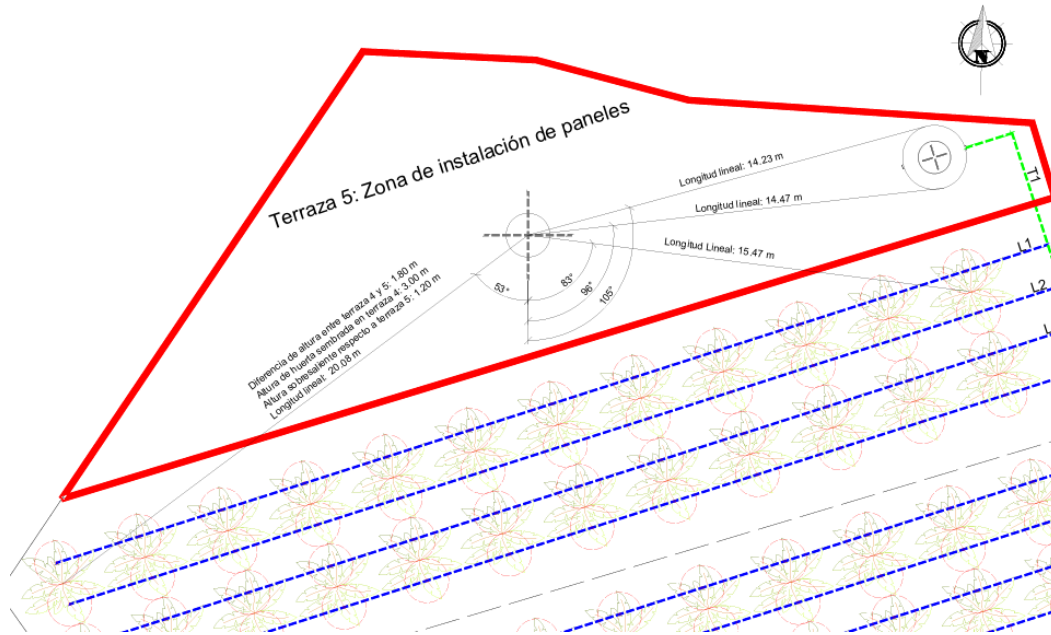 N
Terraza 5: Zona de instalación de paneles
Longitud lineal: 14.23 m
Longitud lineal: 14.47 m
Longitud Lineal: 15.47 m
T1
L1
L2
L
53°
83°
96°
105°
Diferencia de altura entre terraza 4 y 5: 1.80 m
Altura de huerta sembrada en terraza 4: 3.00 m
Altura sobresaliente respecto a terraza 5: 1.20 m
Longitud lineal: 20.08 m